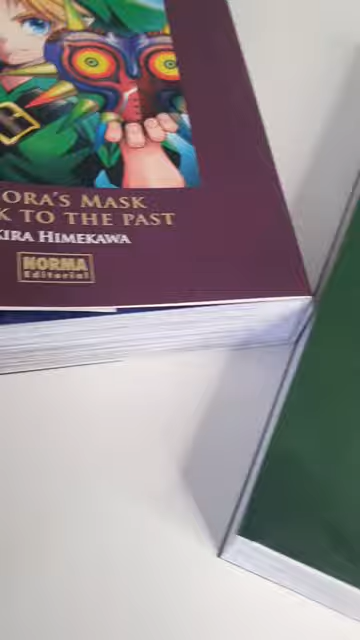 ORA'S MASK
K TO THE PAST
KIRA HIMEKAWA
NORMA
Editorial